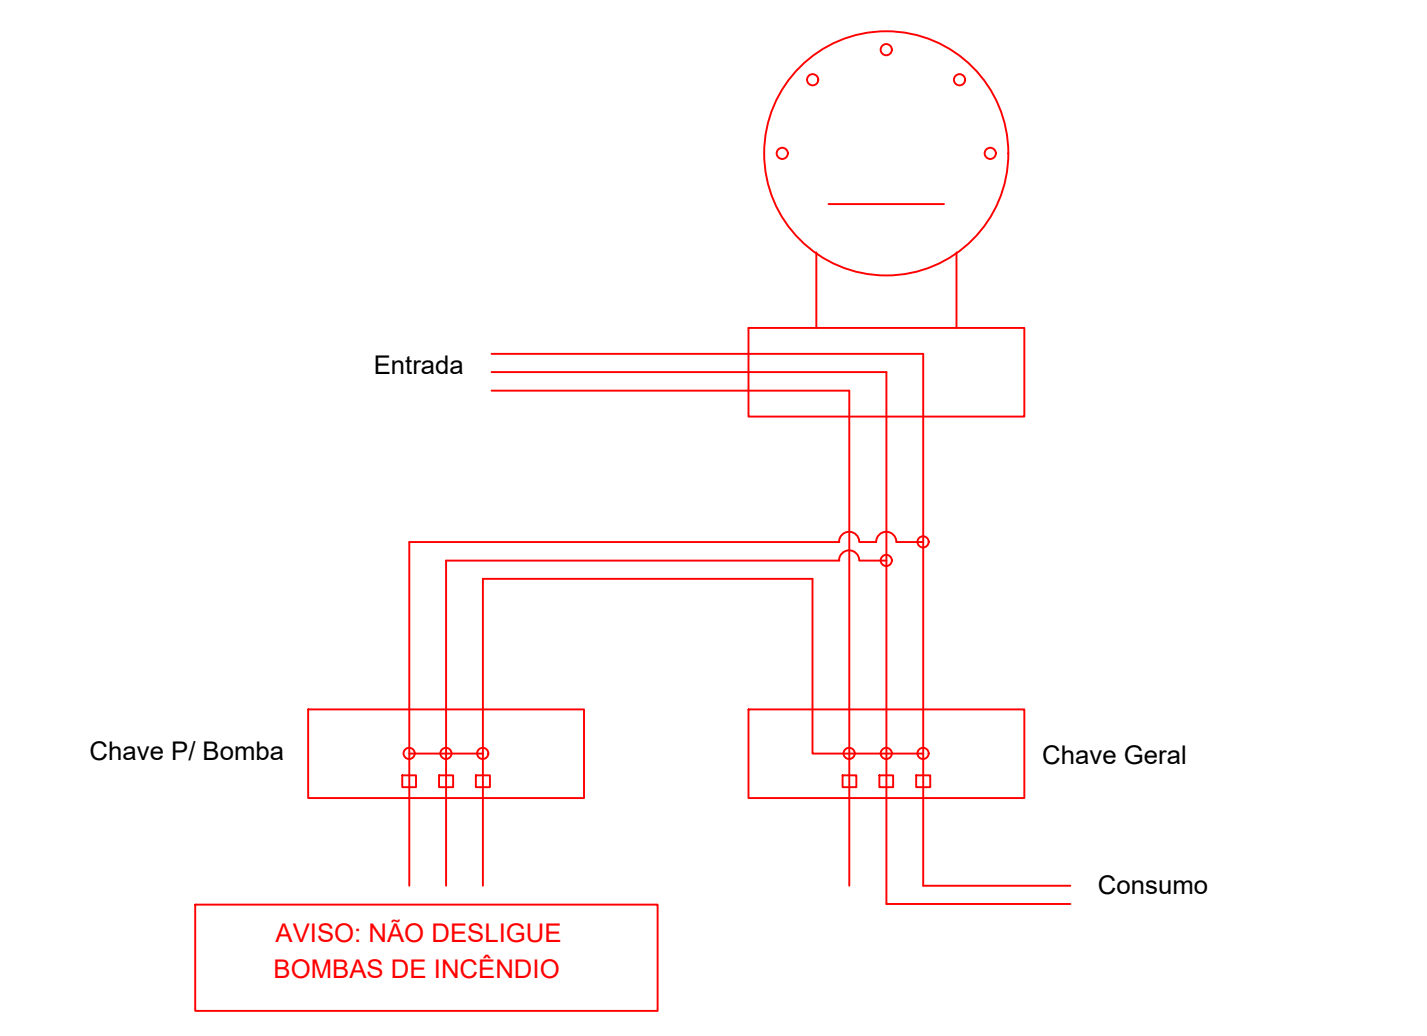 Entrada
Chave P/ Bomba
Chave Geral
Consumo
AVISO: NÃO DESLIGUE
BOMBAS DE INCÊNDIO